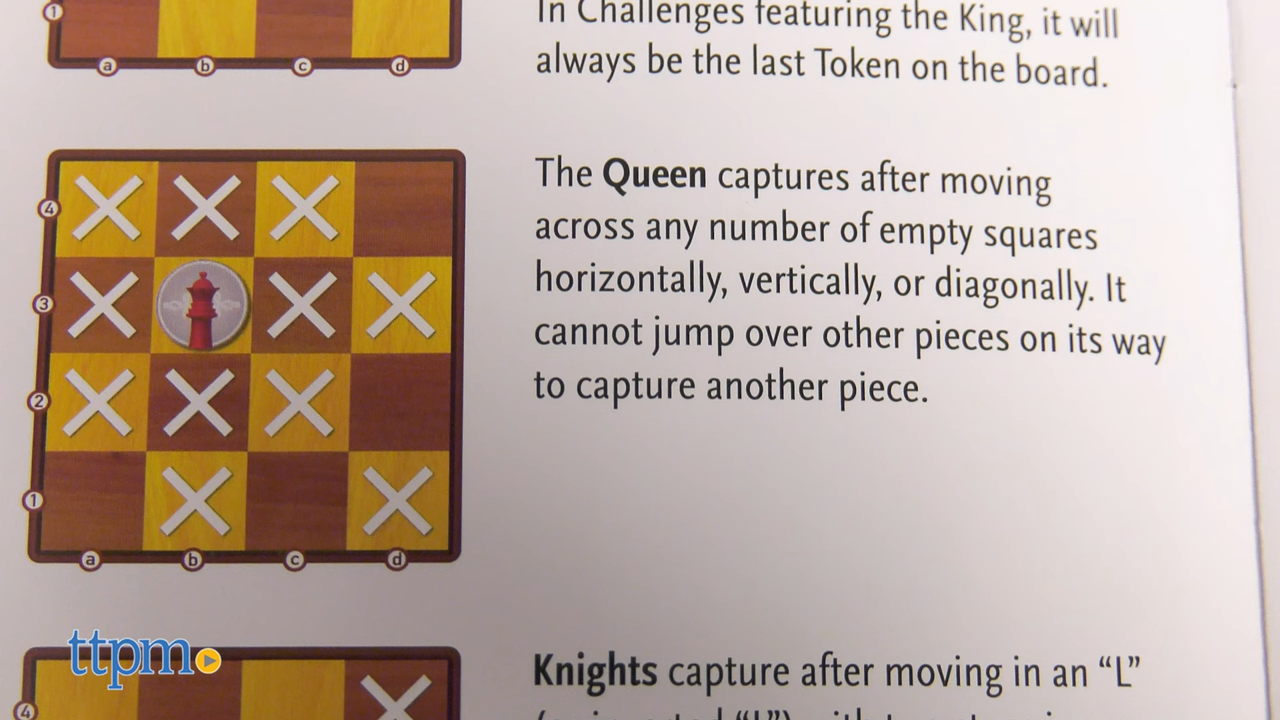 1
a b c d
In Challenges featuring the King, it will
always be the last Token on the board.
4
3
2
1
a b c d
The Queen captures after moving
across any number of empty squares
horizontally, vertically, or diagonally. It
cannot jump over other pieces on its way
to capture another piece.
ttpm
4
Knights capture after moving in an “L”